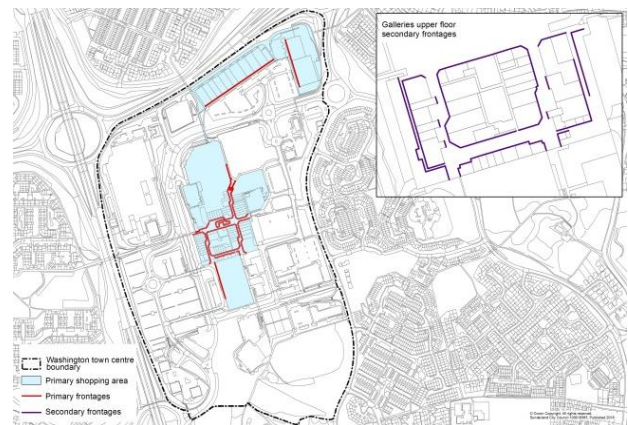 Galleries upper floor
secondary frontages
Washington town centre
boundary
Primary shopping area
Primary frontages
Secondary frontages